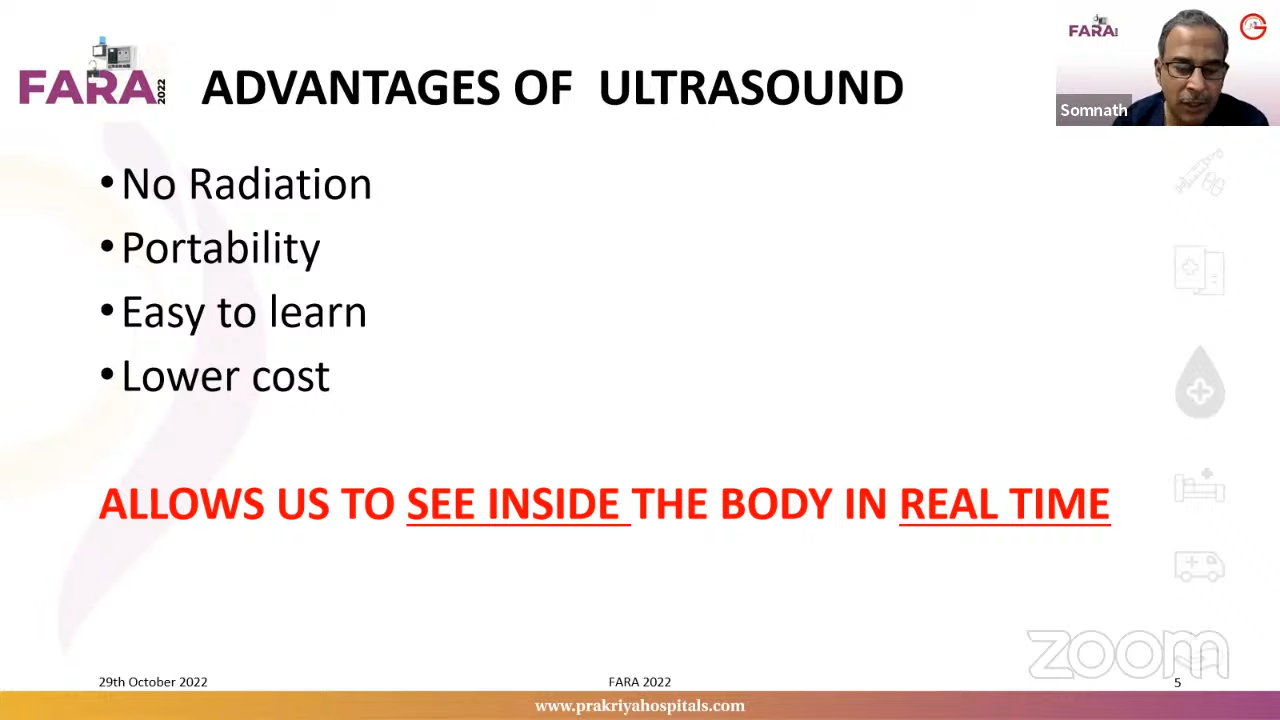 FARA 2022
ADVANTAGES OF ULTRASOUND
FARA
Somnath
•No Radiation
•Portability
•Easy to learn
•Lower cost
ALLOWS US TO SEE INSIDE THE BODY IN REAL TIME
zoom
29th October 2022
FARA 2022
5
www.prakriyahospitals.com